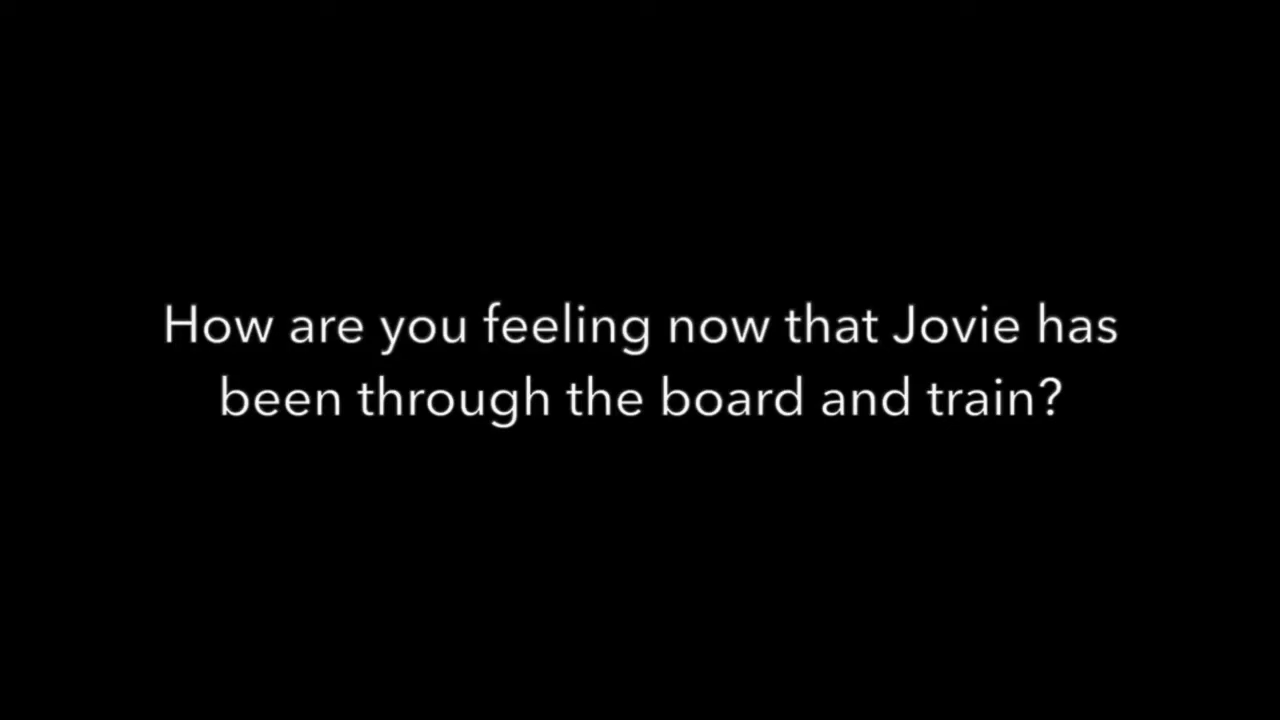 How are you feeling now that Jovie has
been through the board and train?